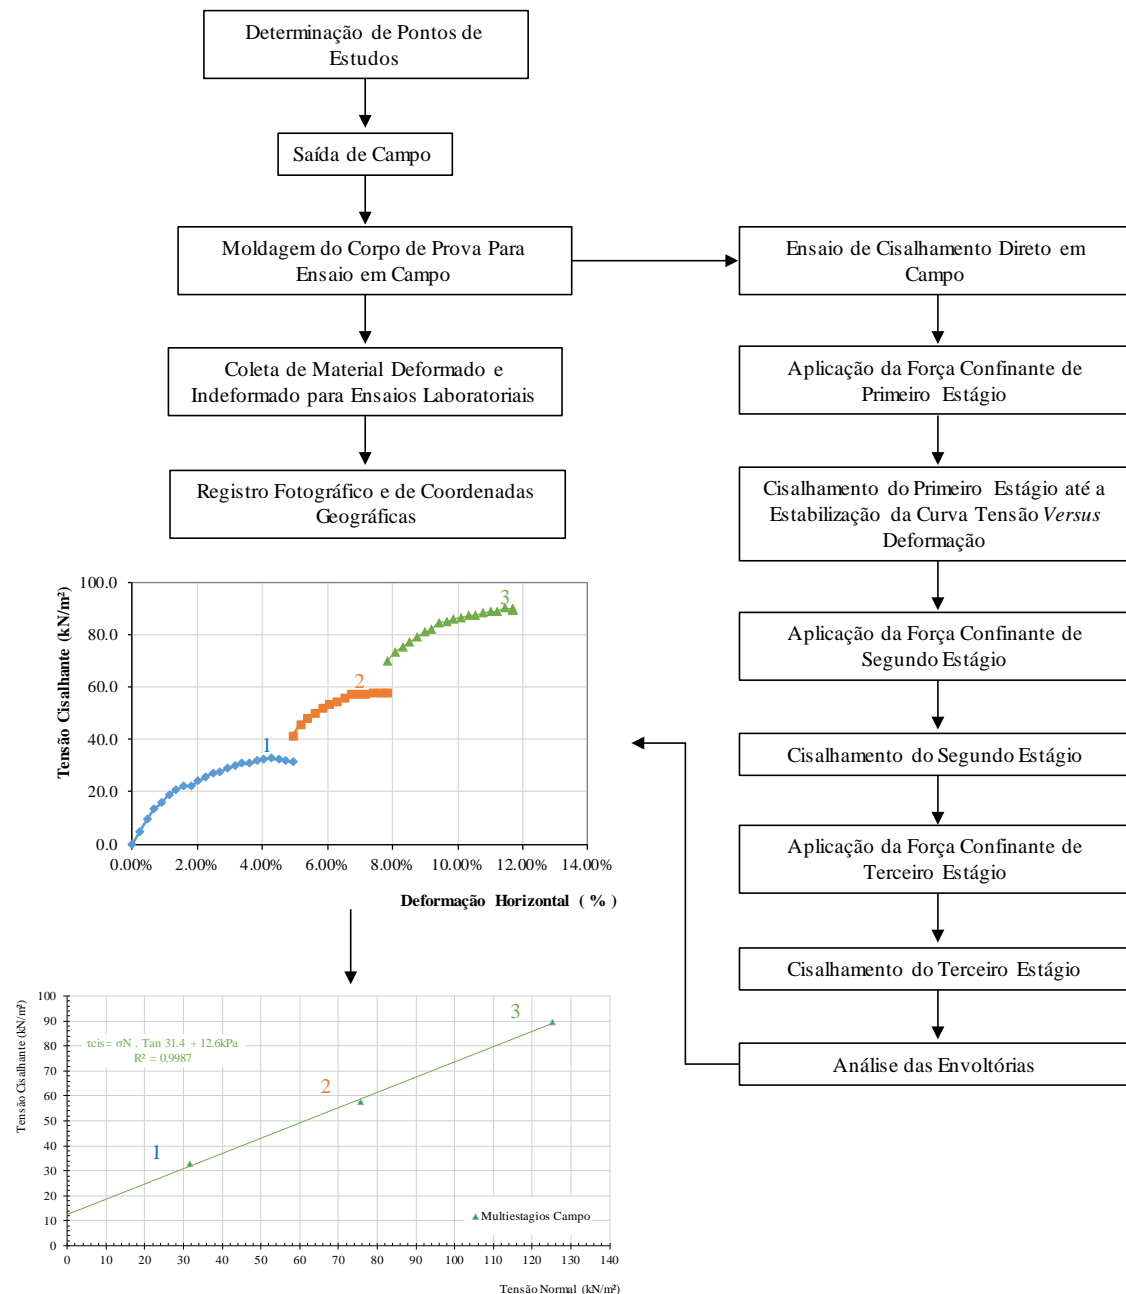 Determinação de Pontos de
Estudos
Saída de Campo
Moldagem do Corpo de Prova Para
Ensaio em Campo
Coleta de Material Deformado e
Indeformado para Ensaios Laboratoriais
Registro Fotográfico e de Coordenadas
Geográficas
Ensaio de Cisalhamento Direto em
Campo
Aplicação da Força Confinante de
Primeiro Estágio
Cisalhamento do Primeiro Estágio até a
Estabilização da Curva Tensão Versus
Deformação
Aplicação da Força Confinante de
Segundo Estágio
Cisalhamento do Segundo Estágio
Aplicação da Força Confinante de
Terceiro Estágio
Cisalhamento do Terceiro Estágio
Análise das Envoltórias
Tensão Cisalhante (kN/m²)
100.0
80.0
60.0
40.0
20.0
0.0
1
2
3
0.00% 2.00% 4.00% 6.00% 8.00% 10.00% 12.00% 14.00%
Deformação Horizontal ( % )
Tensão Cisalhante (kN/m²)
100
90
80
70
60
50
40
30
20
10
0
τcis= σN . Tan 31.4 + 12.6kPa
R² = 0.9987
1
2
3
Multiestagios Campo
0 10 20 30 40 50 60 70 80 90 100 110 120 130 140
Tensão Normal (kN/m²)